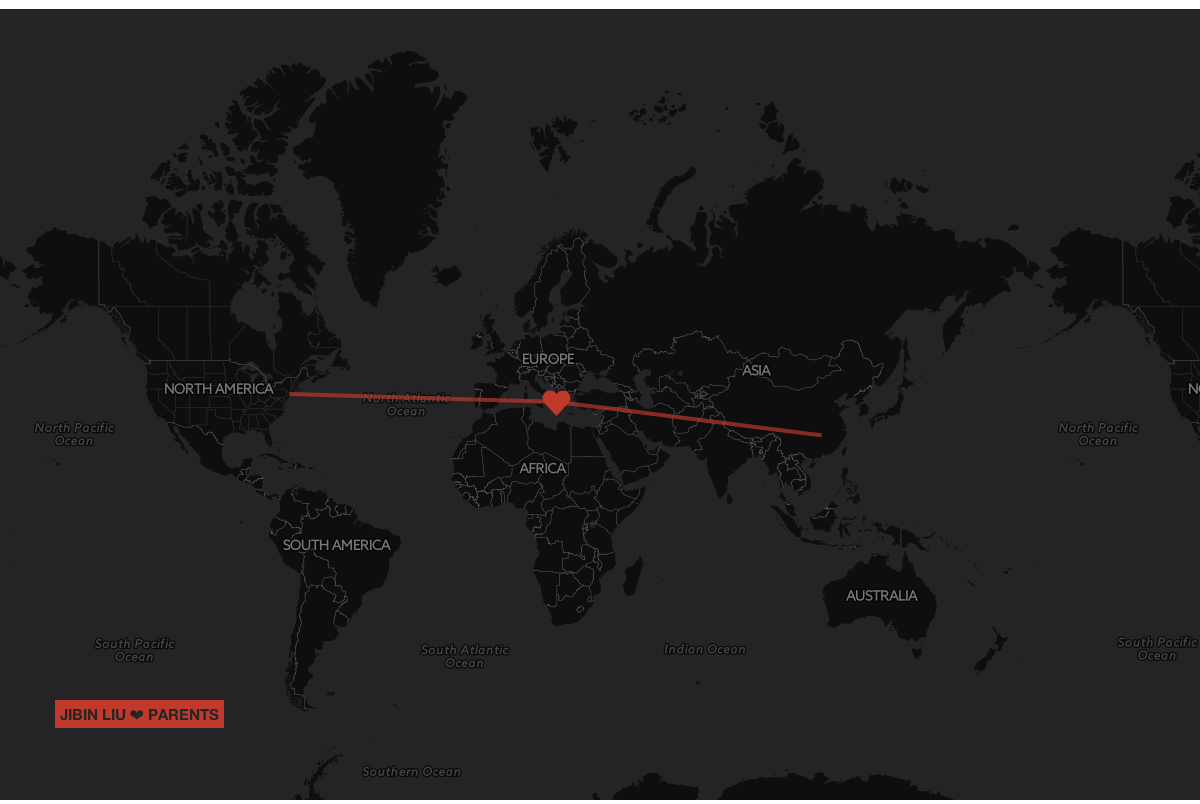 EUROPE
ASIA
NORTH AMERICA
NO
North Atlantic
Ocean
North Pacific
Ocean
North Pacific
Ocean
AFRICA
SOUTH AMERICA
AUSTRALIA
South Pacific
Ocean
South Atlantic
Ocean
Indian Ocean
South Pacific
Ocean
JIBIN LIU ❤ PARENTS
Southern Ocean